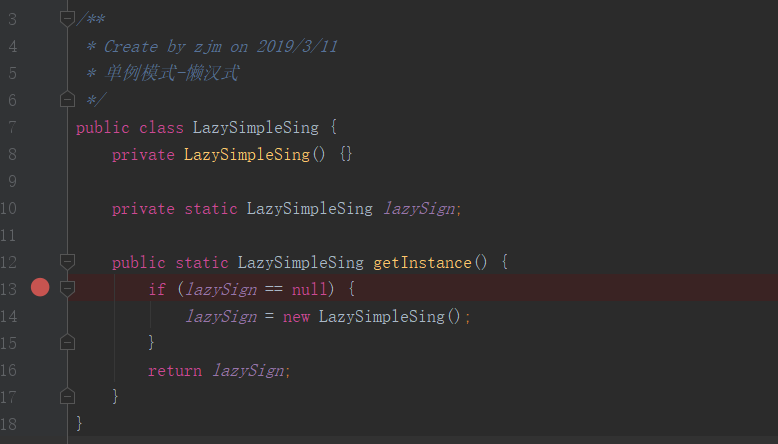 3 /**
4 * Create by zjm on 2019/3/11
5 * 单例模式-懒汉式
6 */
7 public class LazySimpleSing {
8 private LazySimpleSing() {}
9
10 private static LazySimpleSing lazySign;
11
12 public static LazySimpleSing getInstance() {
13 if (lazySign == null) {
14 lazySign = new LazySimpleSing();
15 }
16 return lazySign;
17 }
18 }